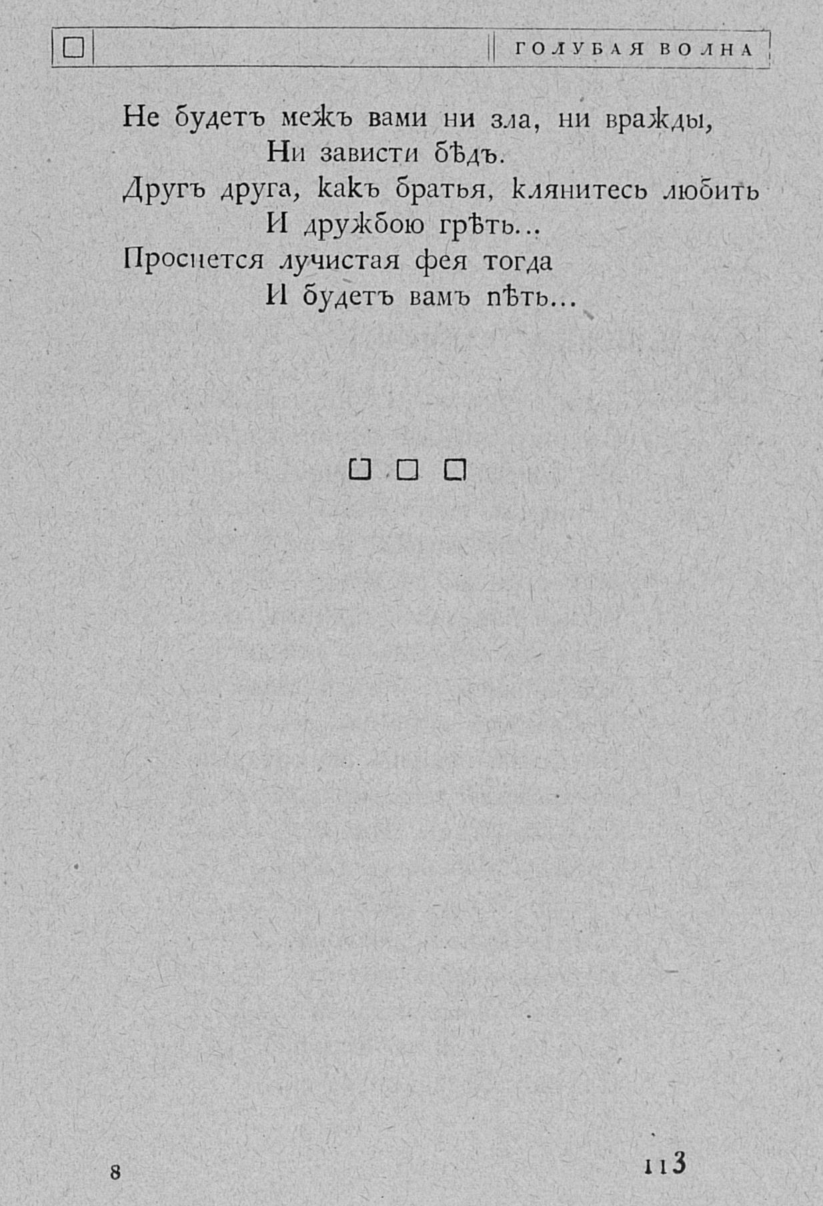 ГОЛУБАЯ ВОЛНА
Не будетъ межъ вами ни зла, ни вражды,
Ни зависти бѣдъ.
Другъ друга, какъ братья, клянитесь любить
И дружбою грѣть...
Проснется лучистая фея тогда
И будетъ вамъ пѣть...
8
113